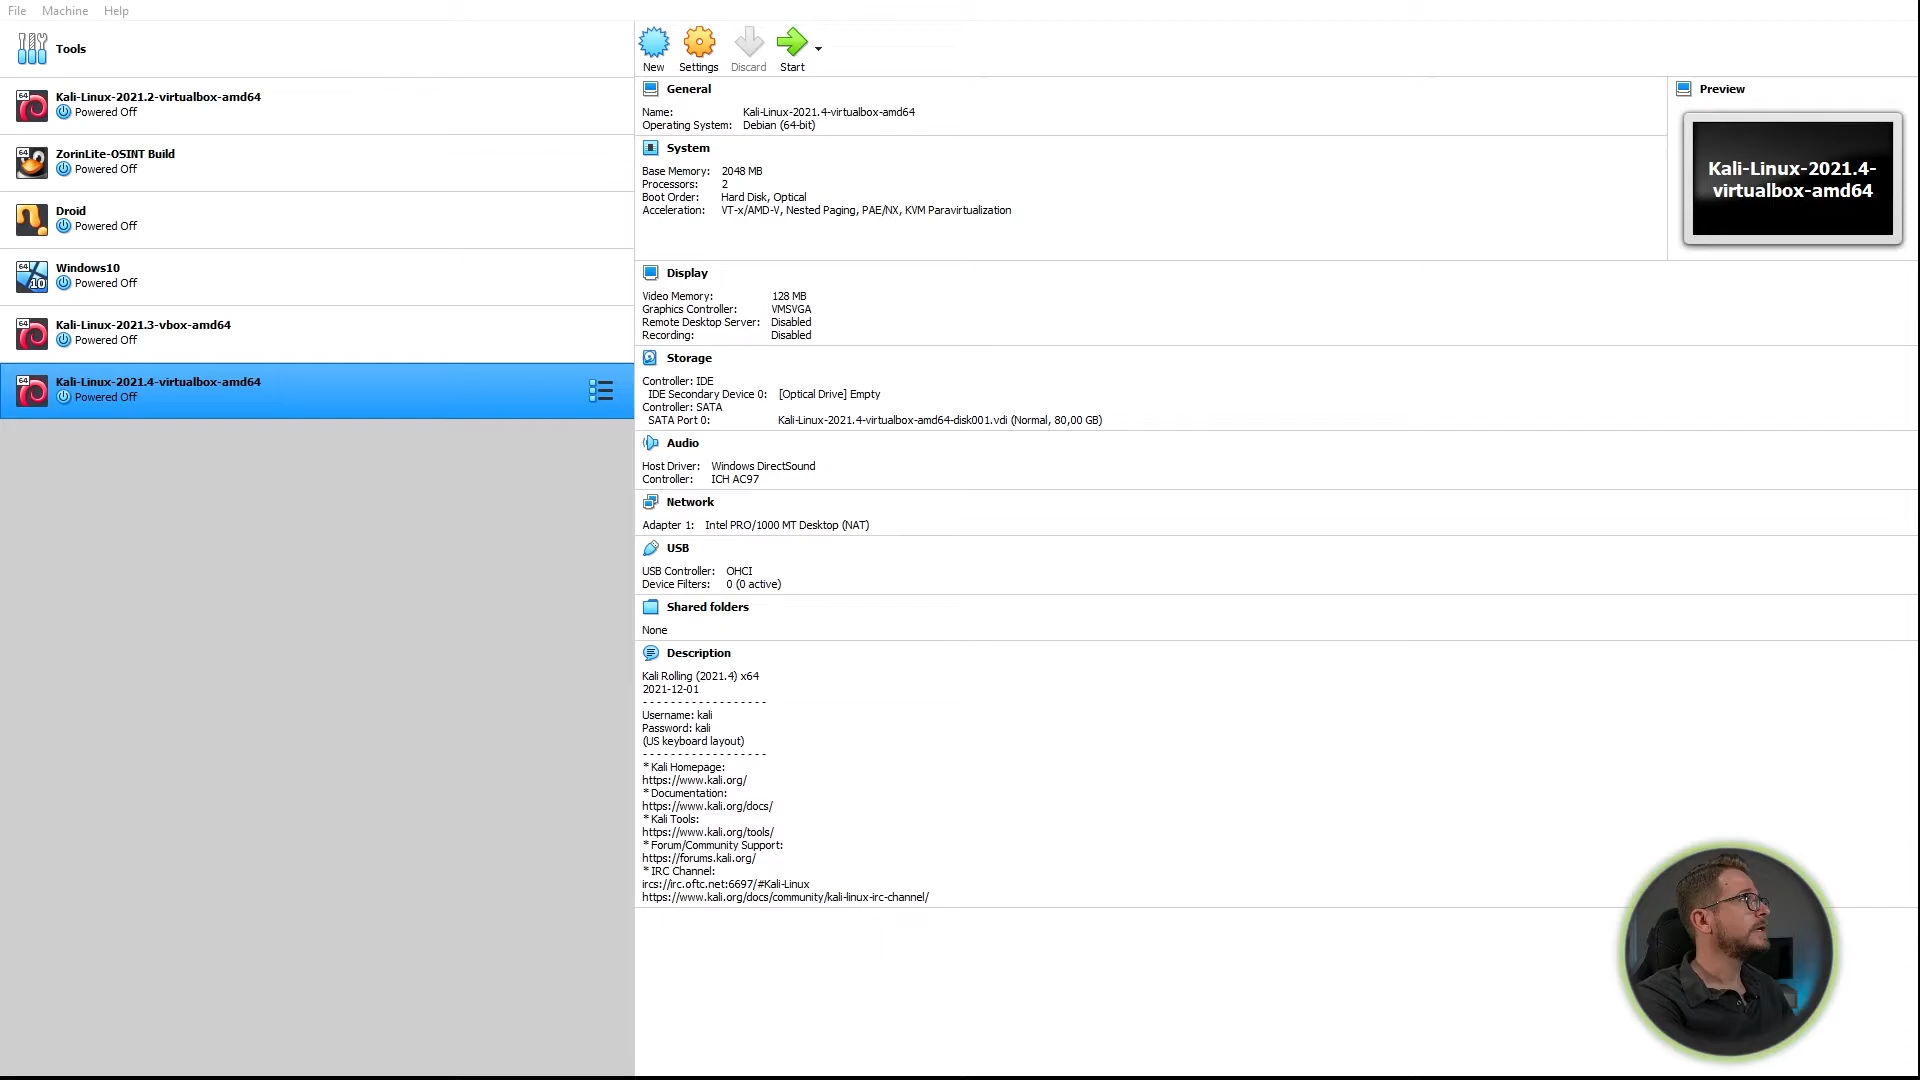 File Machine Help
Tools
New Settings Discard Start
64 Kali-Linux-2021.2-virtualbox-amd64
Powered Off
64 ZorinLite-OSINT Build
Powered Off
Droid
Powered Off
64 10 Windows10
Powered Off
64 Kali-Linux-2021.3-vbox-amd64
Powered Off
64 Kali-Linux-2021.4-virtualbox-amd64
Powered Off
General
Name: Kali-Linux-2021.4-virtualbox-amd64
Operating System: Debian (64-bit)
System
Base Memory: 2048 MB
Processors: 2
Boot Order: Hard Disk, Optical
Acceleration: VT-x/AMD-V, Nested Paging, PAE/NX, KVM Paravirtualization
Preview
Kali-Linux-2021.4-
virtualbox-amd64
Display
Video Memory: 128 MB
Graphics Controller: VMSVGA
Remote Desktop Server: Disabled
Recording: Disabled
Storage
Controller: IDE
IDE Secondary Device 0: [Optical Drive] Empty
Controller: SATA
SATA Port 0: Kali-Linux-2021.4-virtualbox-amd64-disk001.vdi (Normal, 80,00 GB)
Audio
Host Driver: Windows DirectSound
Controller: ICH AC97
Network
Adapter 1: Intel PRO/1000 MT Desktop (NAT)
USB
USB Controller: OHCI
Device Filters: 0 (0 active)
Shared folders
None
Description
Kali Rolling (2021.4) x64
2021-12-01
- - - - - - - - - - - - - - - - - -
Username: kali
Password: kali
(US keyboard layout)
- - - - - - - - - - - - - - - - - -
* Kali Homepage:
https://www.kali.org/
* Documentation:
https://www.kali.org/docs/
* Kali Tools:
https://www.kali.org/tools/
* Forum/Community Support:
https://forums.kali.org/
* IRC Channel:
ircs://irc.oftc.net:6697/#Kali-Linux
https://www.kali.org/docs/community/kali-linux-irc-channel/